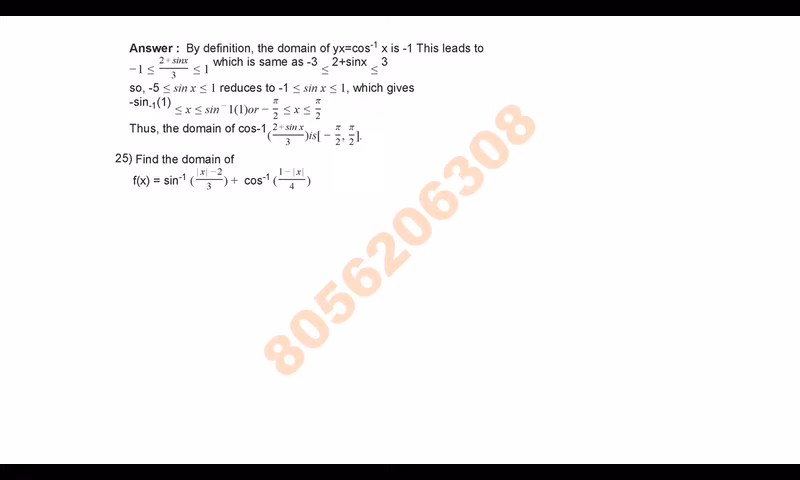 Answer : By definition, the domain of yx=cos⁻¹ x is -1 This leads to
−1 ≤ (2+sinx)/3 ≤ 1 which is same as -3 ≤ 2+sinx ≤ 3
so, -5 ≤ sin x ≤ 1 reduces to -1 ≤ sin x ≤ 1, which gives
-sin₋₁(1) ≤ x ≤ sin⁻1(1)or − π/2 ≤ x ≤ π/2
Thus, the domain of cos-1 ((2+sin x)/3)is[ − π/2, π/2].
25) Find the domain of
f(x) = sin⁻¹ ((|x|−2)/3) + cos⁻¹ ((1−|x|)/4)
8056206308